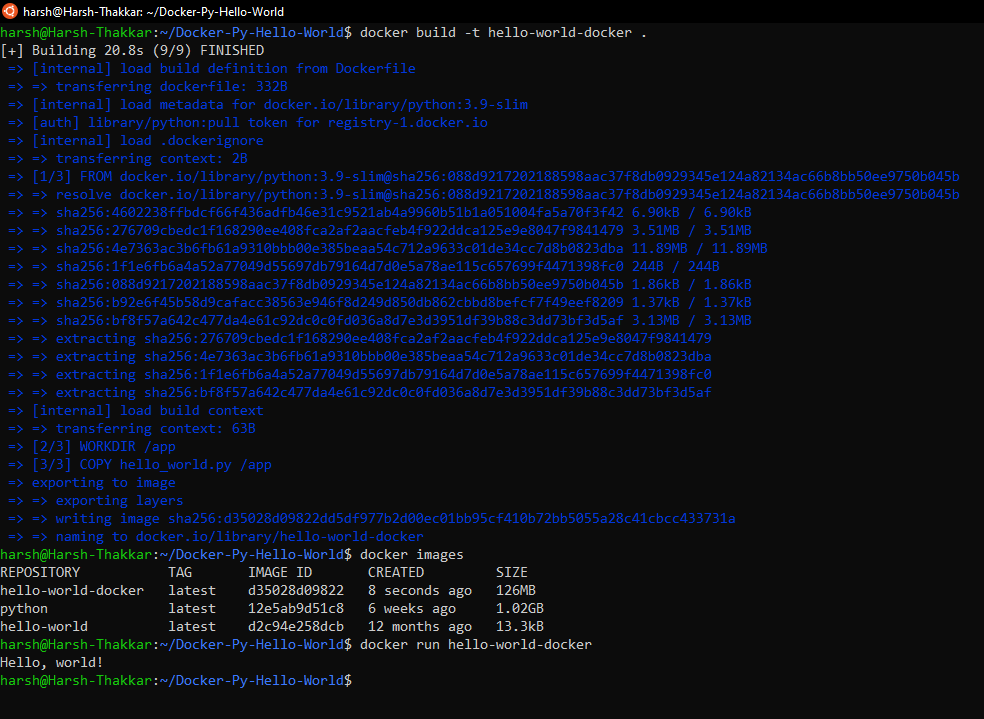 harsh@Harsh-Thakkar: ~/Docker-Py-Hello-World
harsh@Harsh-Thakkar:~/Docker-Py-Hello-World$ docker build -t hello-world-docker .
[+] Building 20.8s (9/9) FINISHED
=> [internal] load build definition from Dockerfile
=> => transferring dockerfile: 332B
=> [internal] load metadata for docker.io/library/python:3.9-slim
=> [auth] library/python:pull token for registry-1.docker.io
=> [internal] load .dockerignore
=> => transferring context: 2B
=> [1/3] FROM docker.io/library/python:3.9-slim@sha256:088d9217202188598aac37f8db0929345e124a82134ac66b8bb50ee9750b045b
=> => resolve docker.io/library/python:3.9-slim@sha256:088d9217202188598aac37f8db0929345e124a82134ac66b8bb50ee9750b045b
=> => sha256:4602238ffbdcf66f436adfb46e31c9521ab4a9960b51b1a051004fa5a70f3f42 6.90kB / 6.90kB
=> => sha256:276709cbedc1f168290ee408fca2af2aacfeb4f922ddca125e9e8047f9841479 3.51MB / 3.51MB
=> => sha256:4e7363ac3b6fb61a9310bbb00e385beaa54c712a9633c01de34cc7d8b0823dba 11.89MB / 11.89MB
=> => sha256:1f1e6fb6a4a52a77049d55697db79164d7d0e5a78ae115c657699f4471398fc0 244B / 244B
=> => sha256:088d9217202188598aac37f8db0929345e124a82134ac66b8bb50ee9750b045b 1.86kB / 1.86kB
=> => sha256:b92e6f45b58d9cafacc38563e946f8d249d850db862cbbd8befcf7f49eef8209 1.37kB / 1.37kB
=> => sha256:bf8f57a642c477da4e61c92dc0c0fd036a8d7e3d3951df39b88c3dd73bf3d5af 3.13MB / 3.13MB
=> => extracting sha256:276709cbedc1f168290ee408fca2af2aacfeb4f922ddca125e9e8047f9841479
=> => extracting sha256:4e7363ac3b6fb61a9310bbb00e385beaa54c712a9633c01de34cc7d8b0823dba
=> => extracting sha256:1f1e6fb6a4a52a77049d55697db79164d7d0e5a78ae115c657699f4471398fc0
=> => extracting sha256:bf8f57a642c477da4e61c92dc0c0fd036a8d7e3d3951df39b88c3dd73bf3d5af
=> [internal] load build context
=> => transferring context: 63B
=> [2/3] WORKDIR /app
=> [3/3] COPY hello_world.py /app
=> exporting to image
=> => exporting layers
=> => writing image sha256:d35028d09822dd5df977b2d00ec01bb95cf410b72bb5055a28c41cbcc433731a
=> => naming to docker.io/library/hello-world-docker
harsh@Harsh-Thakkar:~/Docker-Py-Hello-World$ docker images
REPOSITORY TAG IMAGE ID CREATED SIZE
hello-world-docker latest d35028d09822 8 seconds ago 126MB
python latest 12e5ab9d51c8 6 weeks ago 1.02GB
hello-world latest d2c94e258dcb 12 months ago 13.3kB
harsh@Harsh-Thakkar:~/Docker-Py-Hello-World$ docker run hello-world-docker
Hello, world!
harsh@Harsh-Thakkar:~/Docker-Py-Hello-World$